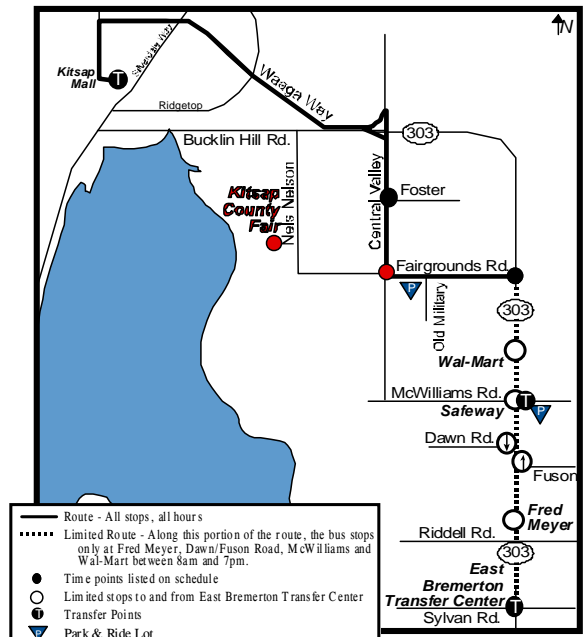 N
Kitsap
Mall
T
Silverdale Way
Ridgetop
Waaga Way
Bucklin Hill Rd.
303
Kitsap
County
Fair
Nels Nelson
Central Valley
Foster
Fairgrounds Rd.
P
Old Military
303
Wal-Mart
McWilliams Rd.
T
Safeway
P
Dawn Rd.
Fuson
Fred
Meyer
Riddell Rd.
303
East
Bremerton
Transfer Center
T
Sylvan Rd.
Route - All stops, all hours
Limited Route - Along this portion of the route, the bus stops
only at Fred Meyer, Dawn/Fuson Road, McWilliams and
Wal-Mart between 8am and 7pm.
Time points listed on schedule
Limited stops to and from East Bremerton Transfer Center
T Transfer Points
P Park & Ride Lot